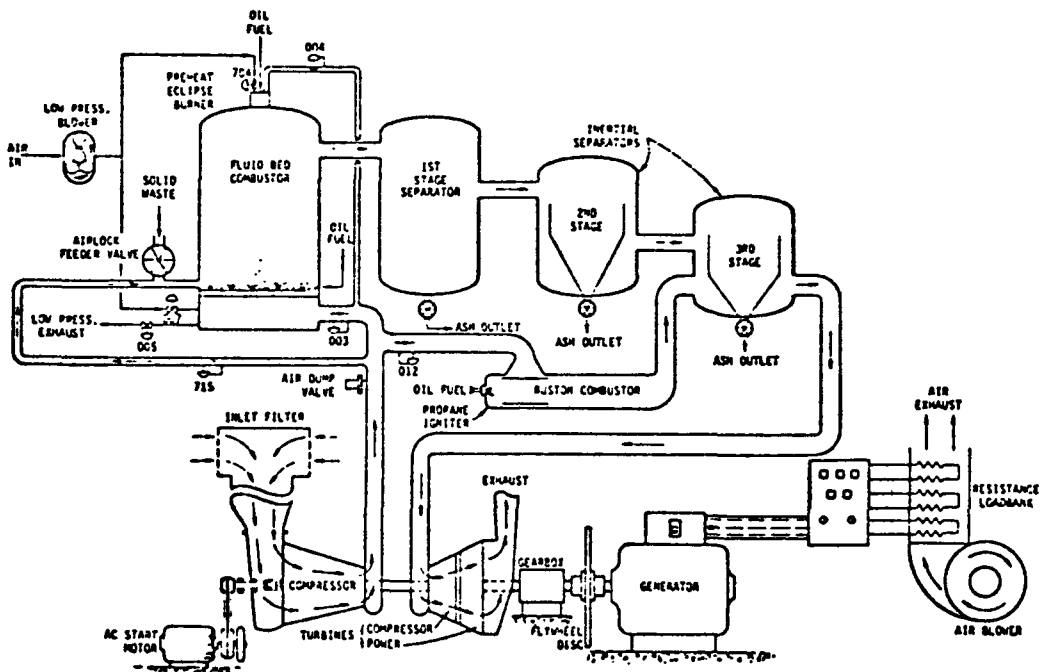 OIL
FUEL
004
704
PREHEAT
ECLIPSE
BURNER
LOW PRESS.
BLOWER
AIR
IN
FLUID BED
COMBUSTOR
1ST
STAGE
SEPARATOR
INERTIAL
SEPARATORS
2ND
STAGE
3RD
STAGE
SOLID
WASTE
AIRLOCK
FEEDER VALVE
OIL
FUEL
LOW PRESS.
EXHAUST
005
003
ASH OUTLET
ASH OUTLET
ASH OUTLET
715
AIR DUMP
VALVE
012
OIL FUEL
RUSTON COMBUSTOR
PROPANE
IGNITER
INLET FILTER
EXHAUST
AIR
EXHAUST
RESISTANCE
LOADBANK
COMPRESSOR
GEARBOX
GENERATOR
AC START
MOTOR
TURBINES
COMPRESSOR
POWER
FLYWHEEL
DISC
AIR BLOWER